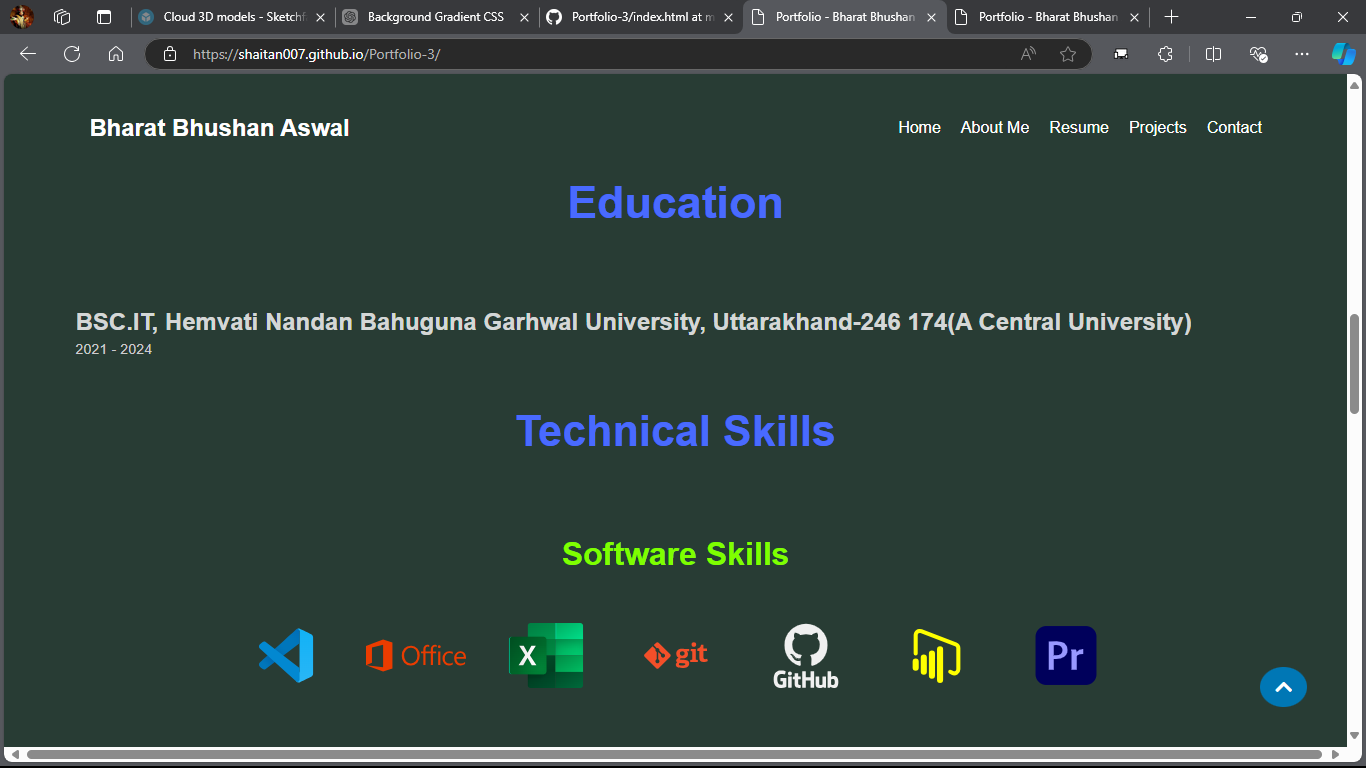 Cloud 3D models - Sketchf
Background Gradient CSS
Portfolio-3/index.html at m
Portfolio - Bharat Bhushan
Portfolio - Bharat Bhushan
https://shaitan007.github.io/Portfolio-3/
Bharat Bhushan Aswal
Home About Me Resume Projects Contact
Education
BSC.IT, Hemvati Nandan Bahuguna Garhwal University, Uttarakhand-246 174(A Central University)
2021 - 2024
Technical Skills
Software Skills
Office X git GitHub Pr